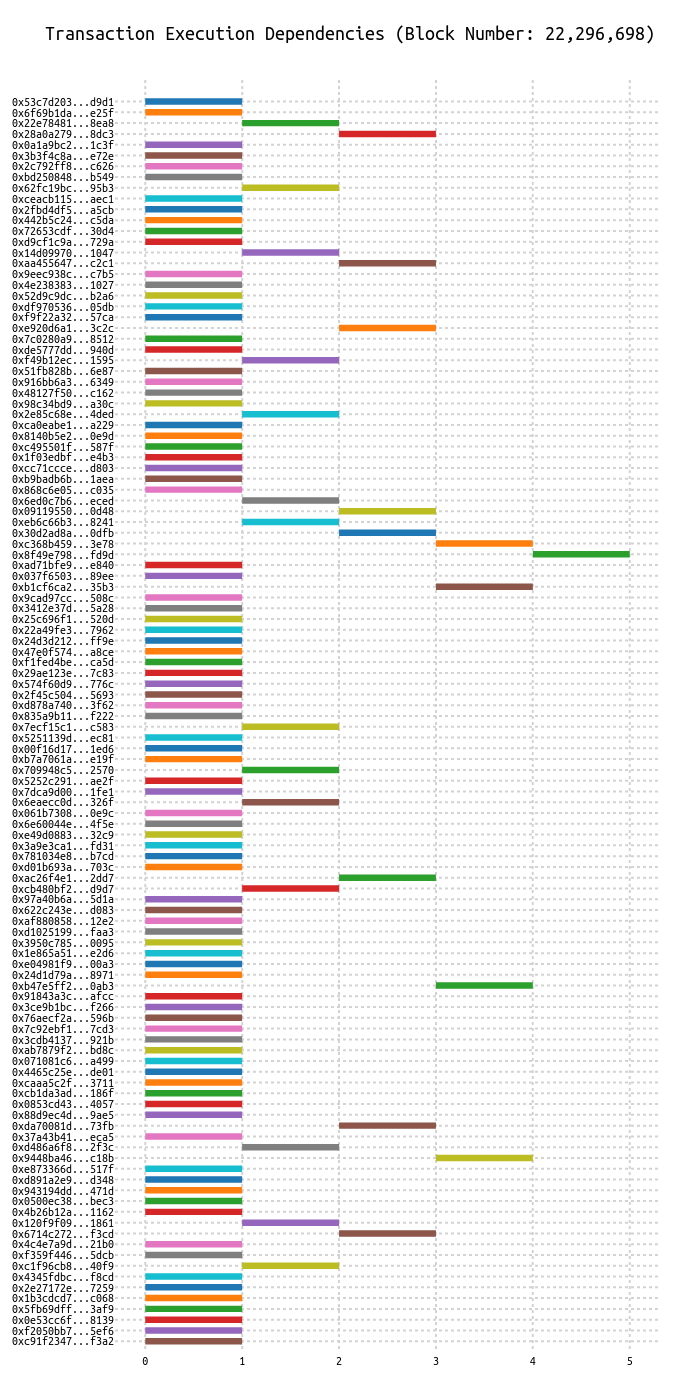 Transaction Execution Dependencies (Block Number: 22,296,698)
0x53c7d203...d9d1
0x6f69b1da...e25f
0x22e78481...8ea8
0x28a0a279...8dc3
0x0a1a9bc2...1c3f
0x3b3f4c8a...e72e
0x2c792ff8...c626
0xbd250848...b549
0x62fc19bc...95b3
0xceacb115...aec1
0x2fbd4df5...a5cb
0x442b5c24...c5da
0x72653cdf...30d4
0xd9cf1c9a...729a
0x14d09970...1047
0xaa455647...c2c1
0x9eec938c...c7b5
0x4e238383...1027
0x52d9c9dc...b2a6
0xdf970536...05db
0xf9f22a32...57ca
0xe920d6a1...3c2c
0x7c0280a9...8512
0xde5777dd...940d
0xf49b12ec...1595
0x51fb828b...6e87
0x916bb6a3...6349
0x48127f50...c162
0x98c34bd9...a30c
0x2e85c68e...4ded
0xca0eabe1...a229
0x8140b5e2...0e9d
0xc495501f...587f
0x1f03edbf...e4b3
0xcc71ccce...d803
0xb9badb6b...1aea
0x868c6e05...c035
0x6ed0c7b6...eced
0x09119550...0d48
0xeb6c66b3...8241
0x30d2ad8a...0dfb
0xc368b459...3e78
0x8f49e798...fd9d
0xad71bfe9...e840
0x037f6503...89ee
0xb1cf6ca2...35b3
0x9cad97cc...508c
0x3412e37d...5a28
0x25c696f1...520d
0x22a49fe3...7962
0x24d3d212...ff9e
0x47e0f574...a8ce
0xf1fed4be...ca5d
0x29ae123e...7c83
0x574f60d9...776c
0x2f45c504...5693
0xd878a740...3f62
0x835a9b11...f222
0x7ecf15c1...c583
0x5251139d...ec81
0x00f16d17...1ed6
0xb7a7061a...e19f
0x709948c5...2570
0x5252c291...ae2f
0x7dca9d00...1fe1
0x6eaecc0d...326f
0x061b7308...0e9c
0x6e60044e...4f5e
0xe49d0883...32c9
0x3a9e3ca1...fd31
0x781034e8...b7cd
0xd01b693a...703c
0xac26f4e1...2dd7
0xcb480bf2...d9d7
0x97a40b6a...5d1a
0x622c243e...d083
0xaf880858...12e2
0xd1025199...faa3
0x3950c785...0095
0x1e865a51...e2d6
0xe04981f9...00a3
0x24d1d79a...8971
0xb47e5ff2...0ab3
0x91843a3c...afcc
0x3ce9b1bc...f266
0x76aecf2a...596b
0x7c92ebf1...7cd3
0x3cdb4137...921b
0xab7879f2...bd8c
0x071081c6...a499
0x4465c25e...de01
0xcaaa5c2f...3711
0xcb1da3ad...186f
0x0853cd43...4057
0x88d9ec4d...9ae5
0xda70081d...73fb
0x37a43b41...eca5
0xd486a6f8...2f3c
0x9448ba46...c18b
0xe873366d...517f
0xd891a2e9...d348
0x943194dd...471d
0x0500ec38...bec3
0x4b26b12a...1162
0x120f9f09...1861
0x6714c272...f3cd
0x4c4e7a9d...21b0
0xf359f446...5dcb
0xc1f96cb8...40f9
0x4345fdbc...f8cd
0x2e27172e...7259
0x1b3cdcd7...c068
0x5fb69dff...3af9
0x0e53cc6f...8139
0xf2050bb7...5ef6
0xc91f2347...f3a2
0 1 2 3 4 5